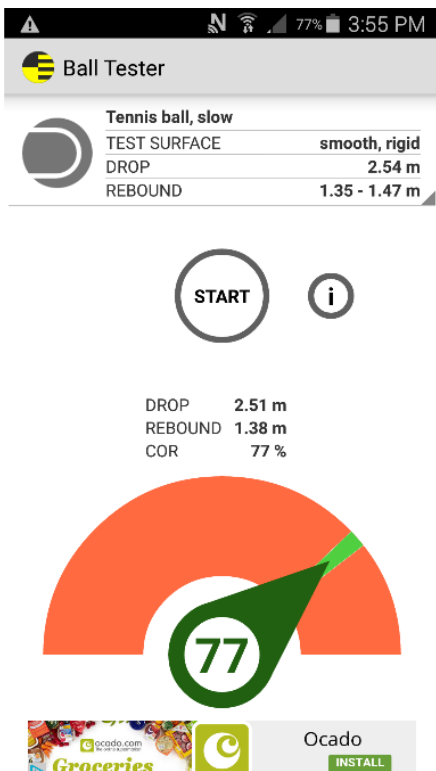 77% 3:55 PM
Ball Tester
Tennis ball, slow
TEST SURFACE smooth, rigid
DROP 2.54 m
REBOUND 1.35 - 1.47 m
START
i
DROP 2.51 m
REBOUND 1.38 m
COR 77 %
77
ocado.com
Ocado
Groceries
INSTALL